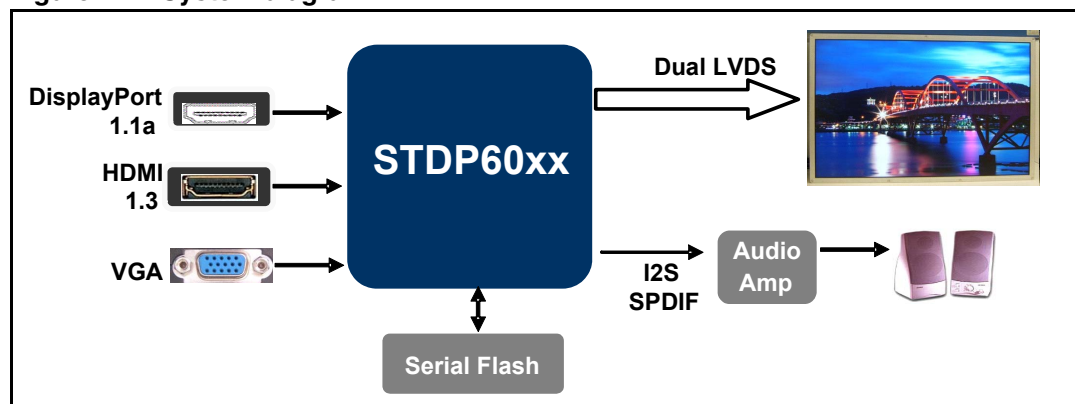 Dual LVDS
DisplayPort
1.1a
STDP60xx
HDMI
1.3
VGA
I2S
SPDIF
Audio
Amp
Serial Flash